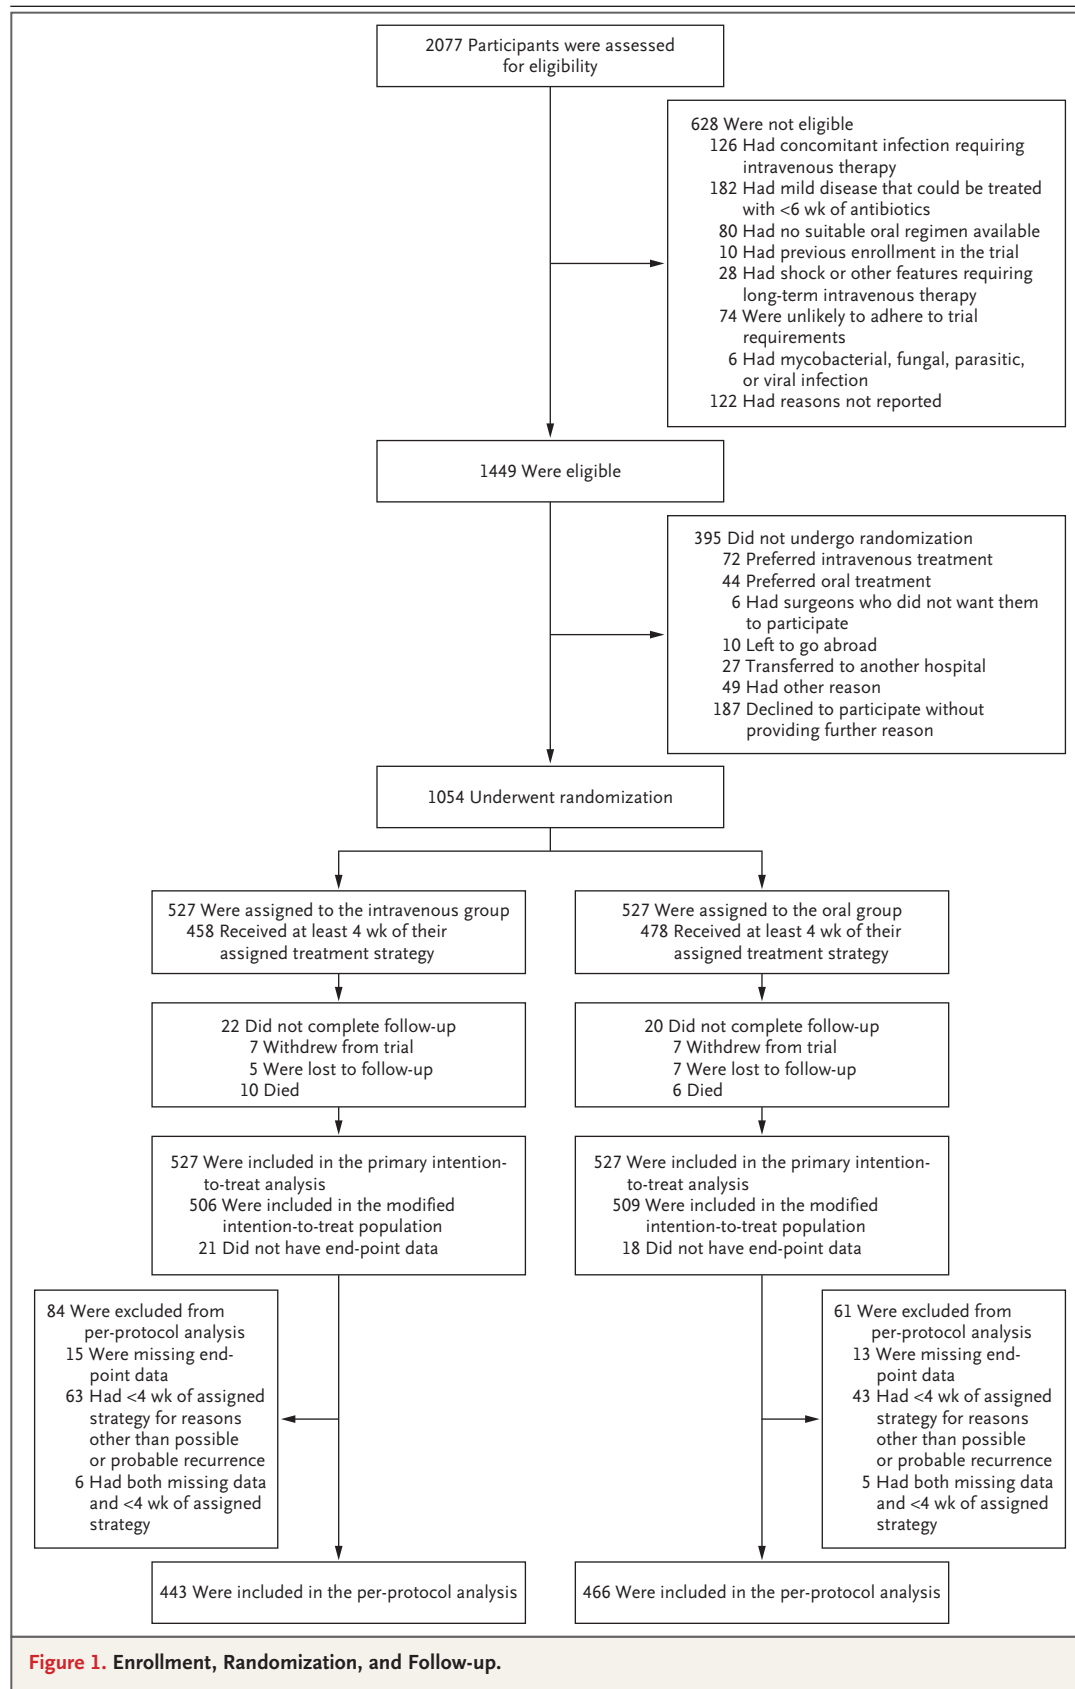 2077 Participants were assessed
for eligibility
628 Were not eligible
126 Had concomitant infection requiring
intravenous therapy
182 Had mild disease that could be treated
with <6 wk of antibiotics
80 Had no suitable oral regimen available
10 Had previous enrollment in the trial
28 Had shock or other features requiring
long-term intravenous therapy
74 Were unlikely to adhere to trial
requirements
6 Had mycobacterial, fungal, parasitic,
or viral infection
122 Had reasons not reported
1449 Were eligible
395 Did not undergo randomization
72 Preferred intravenous treatment
44 Preferred oral treatment
6 Had surgeons who did not want them
to participate
10 Left to go abroad
27 Transferred to another hospital
49 Had other reason
187 Declined to participate without
providing further reason
1054 Underwent randomization
527 Were assigned to the intravenous group
458 Received at least 4 wk of their
assigned treatment strategy
527 Were assigned to the oral group
478 Received at least 4 wk of their
assigned treatment strategy
22 Did not complete follow-up
7 Withdrew from trial
5 Were lost to follow-up
10 Died
20 Did not complete follow-up
7 Withdrew from trial
7 Were lost to follow-up
6 Died
527 Were included in the primary intention-
to-treat analysis
506 Were included in the modified
intention-to-treat population
21 Did not have end-point data
527 Were included in the primary intention-
to-treat analysis
509 Were included in the modified
intention-to-treat population
18 Did not have end-point data
84 Were excluded from
per-protocol analysis
15 Were missing end-
point data
63 Had <4 wk of assigned
strategy for reasons
other than possible
or probable recurrence
6 Had both missing data
and <4 wk of assigned
strategy
61 Were excluded from
per-protocol analysis
13 Were missing end-
point data
43 Had <4 wk of assigned
strategy for reasons
other than possible
or probable recurrence
5 Had both missing data
and <4 wk of assigned
strategy
443 Were included in the per-protocol analysis
466 Were included in the per-protocol analysis
Figure 1. Enrollment, Randomization, and Follow-up.